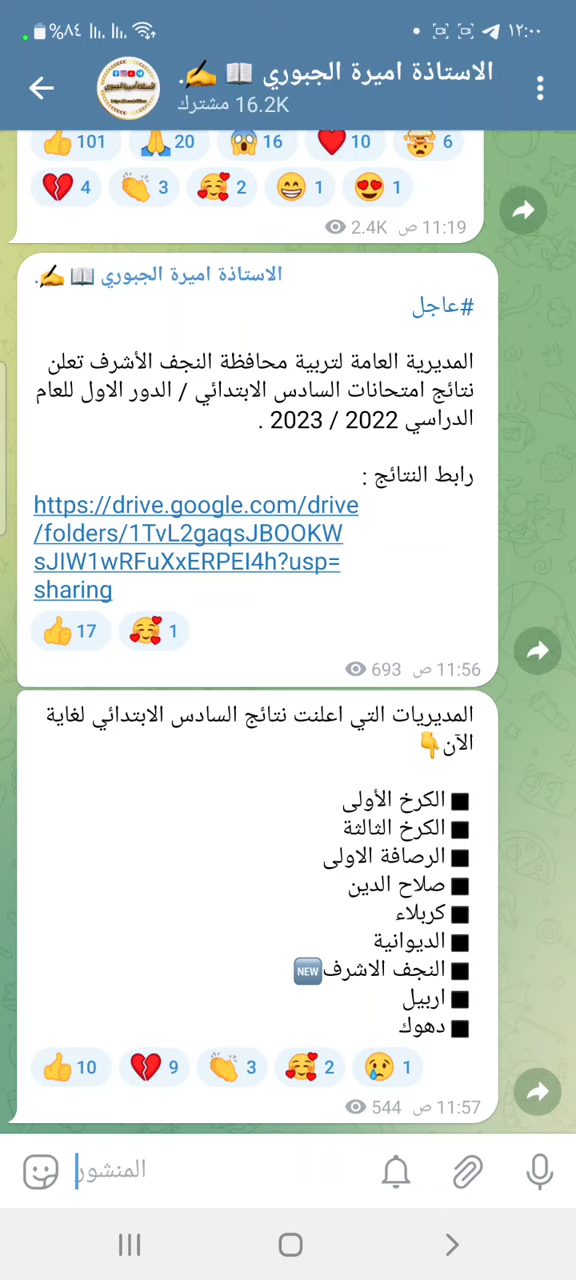 ١٢:٠٠
%٨٤
الاستاذة اميرة الجبوري 📖 ✍️.
16.2K مشترك
👍 101 🙏 20 😱 16 ❤️ 10 🤯 6
💔 4 👏 3 🥰 2 😁 1 😍 1
2.4K 11:19 ص
الاستاذة اميرة الجبوري 📖 ✍️.
#عاجل
المديرية العامة لتربية محافظة النجف الأشرف تعلن
نتائج امتحانات السادس الابتدائي / الدور الاول للعام
الدراسي 2022 / 2023 .
رابط النتائج :
https://drive.google.com/drive
/folders/1TvL2gaqsJBOOKW
sJIW1wRFuXxERPEI4h?usp=
sharing
👍 17 🥰 1
693 11:56 ص
المديريات التي اعلنت نتائج السادس الابتدائي لغاية
الآن👇
◼️ الكرخ الأولى
◼️ الكرخ الثالثة
◼️ الرصافة الاولى
◼️ صلاح الدين
◼️ كربلاء
◼️ الديوانية
◼️ النجف الاشرف🆕
◼️ اربيل
◼️ دهوك
👍 10 💔 9 👏 3 🥰 2 😢 1
544 11:57 ص
المنشور